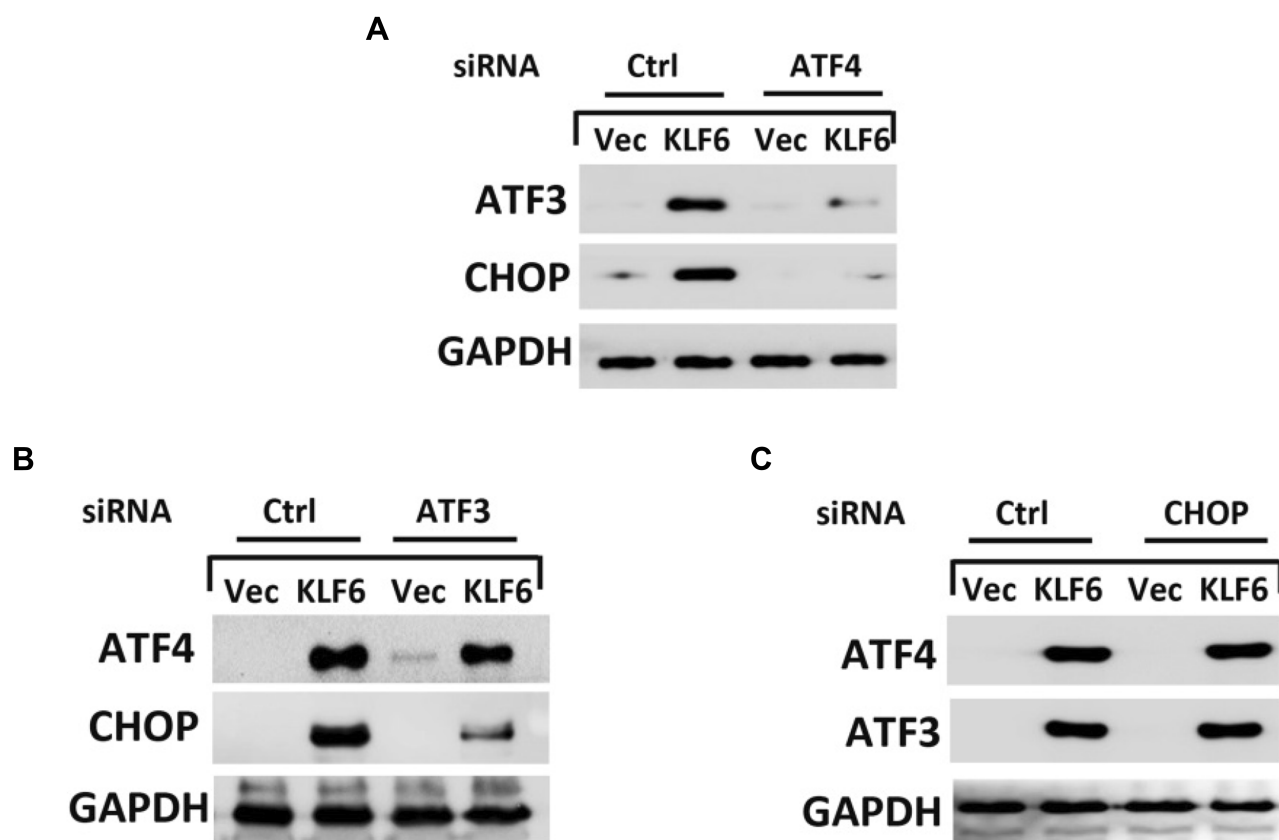 A
siRNA Ctrl ATF4
Vec KLF6 Vec KLF6
ATF3
CHOP
GAPDH
B
siRNA Ctrl ATF3
Vec KLF6 Vec KLF6
ATF4
CHOP
GAPDH
C
siRNA Ctrl CHOP
Vec KLF6 Vec KLF6
ATF4
ATF3
GAPDH